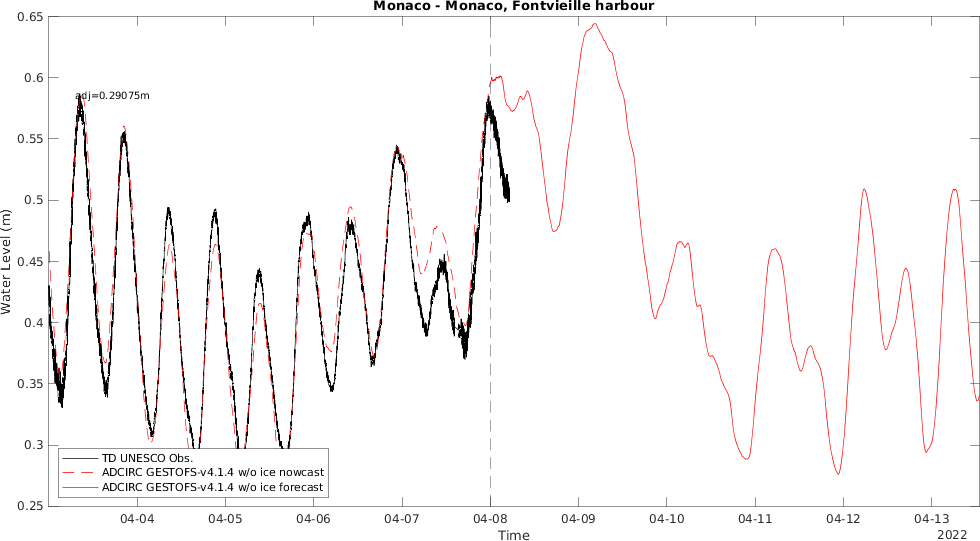 Monaco - Monaco, Fontvieille harbour
0.65
0.6
0.55
0.5
0.45
0.4
0.35
0.3
0.25
Water Level (m)
adj=0.29075m
TD UNESCO Obs.
ADCIRC GESTOFS-v4.1.4 w/o ice nowcast
ADCIRC GESTOFS-v4.1.4 w/o ice forecast
04-04 04-05 04-06 04-07 04-08 04-09 04-10 04-11 04-12 04-13
Time
2022